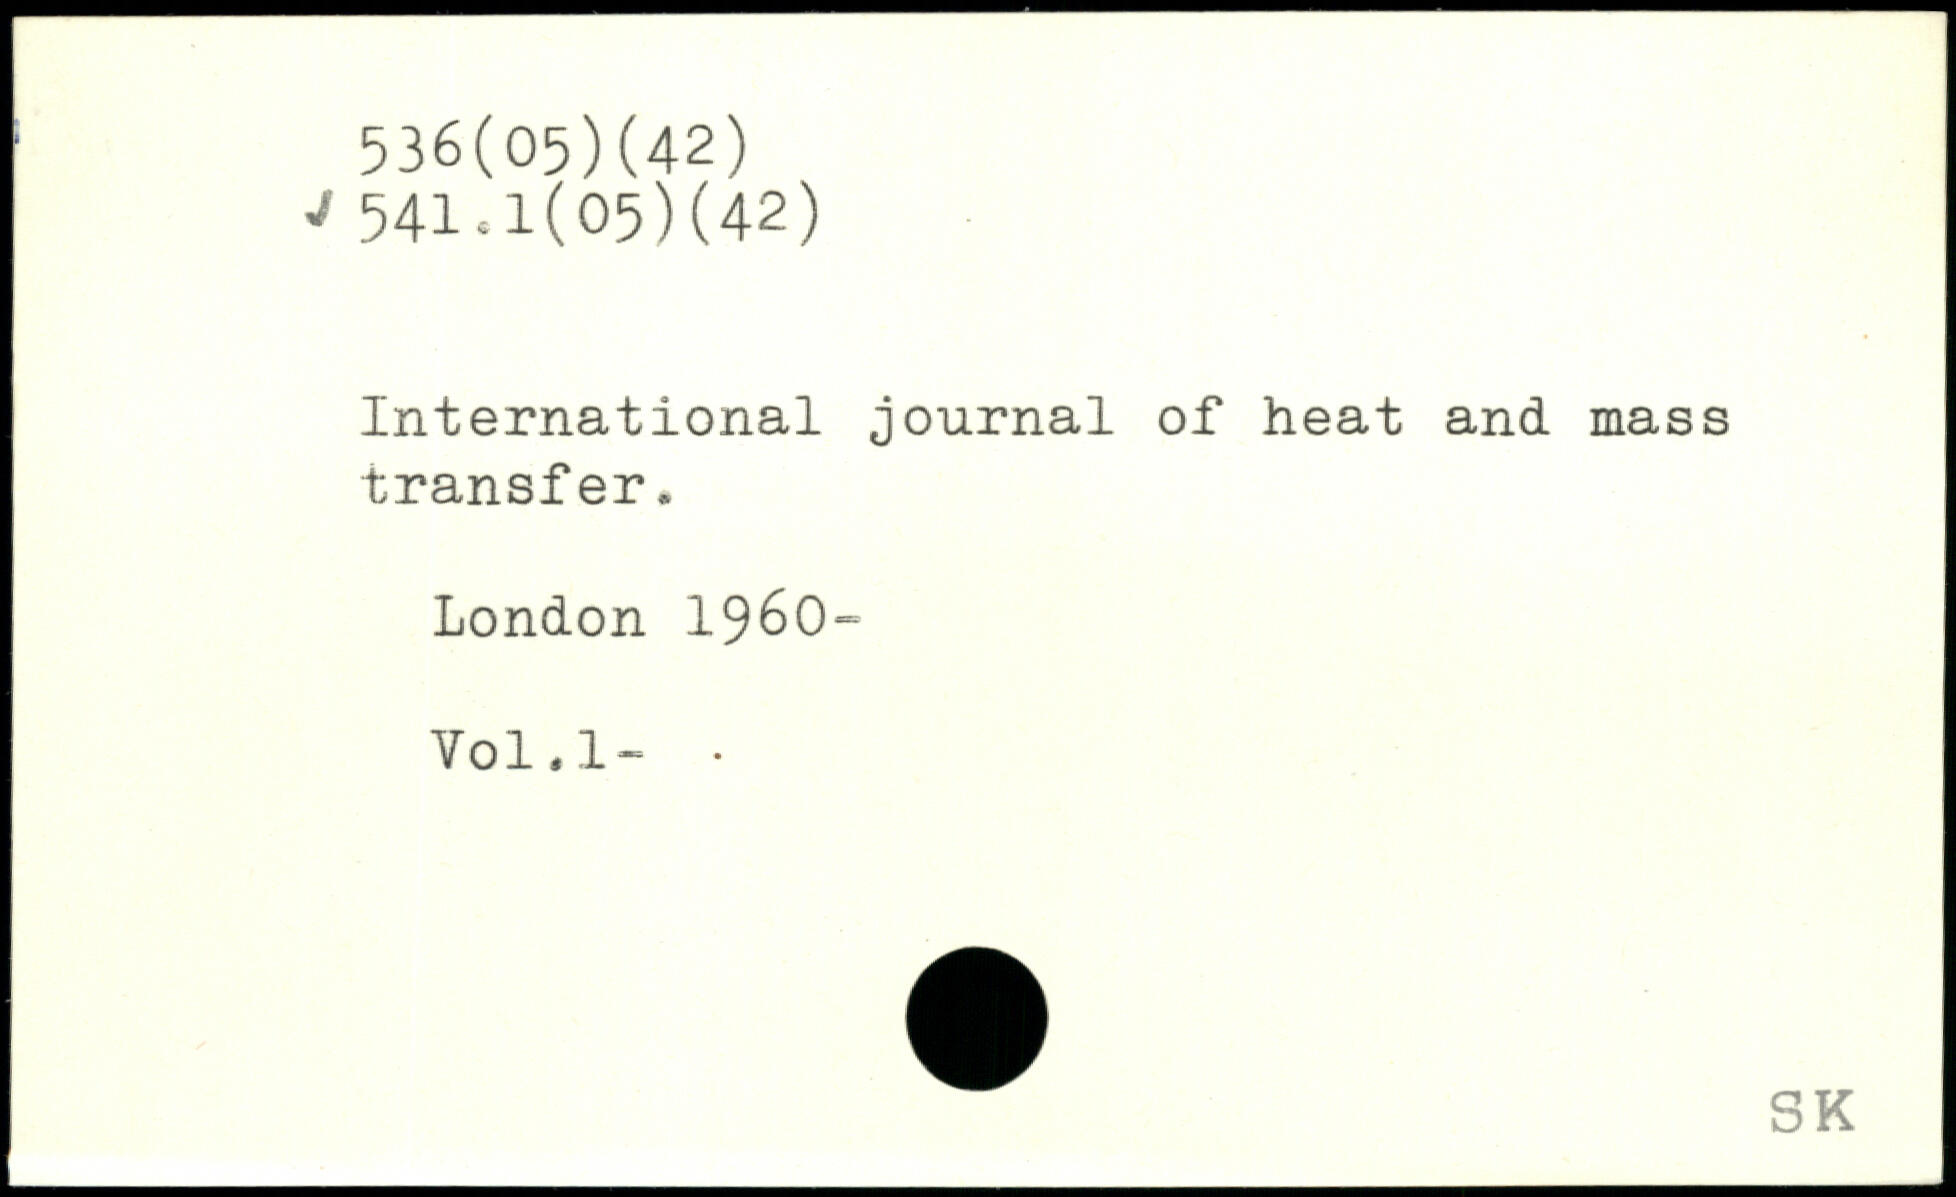 536(05)(42)
✓ 541.1(05)(42)
International journal of heat and mass
transfer.
London 1960-
Vol.1-
SK